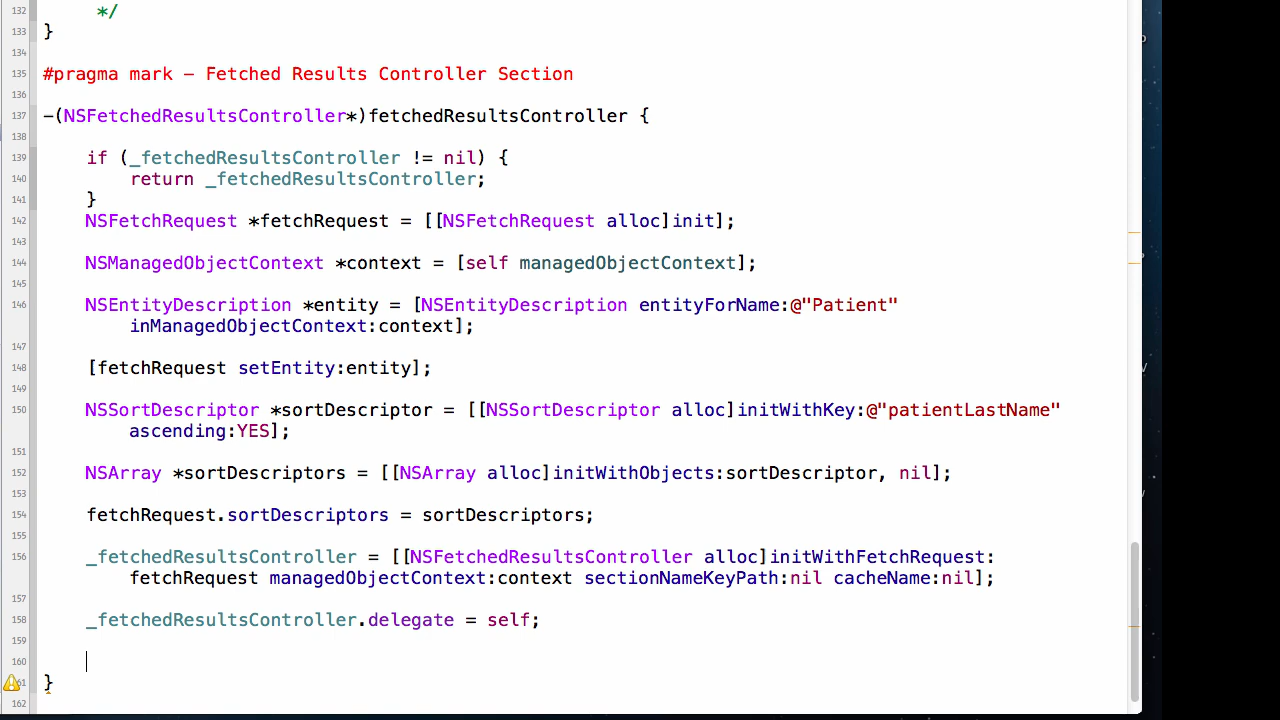 132 */
133 }
134
135 #pragma mark - Fetched Results Controller Section
136
137 -(NSFetchedResultsController*)fetchedResultsController {
138
139 if (_fetchedResultsController != nil) {
140 return _fetchedResultsController;
141 }
142 NSFetchRequest *fetchRequest = [[NSFetchRequest alloc]init];
143
144 NSManagedObjectContext *context = [self managedObjectContext];
145
146 NSEntityDescription *entity = [NSEntityDescription entityForName:@"Patient"
inManagedObjectContext:context];
147
148 [fetchRequest setEntity:entity];
149
150 NSSortDescriptor *sortDescriptor = [[NSSortDescriptor alloc]initWithKey:@"patientLastName"
ascending:YES];
151
152 NSArray *sortDescriptors = [[NSArray alloc]initWithObjects:sortDescriptor, nil];
153
154 fetchRequest.sortDescriptors = sortDescriptors;
155
156 _fetchedResultsController = [[NSFetchedResultsController alloc]initWithFetchRequest:
fetchRequest managedObjectContext:context sectionNameKeyPath:nil cacheName:nil];
157
158 _fetchedResultsController.delegate = self;
159
160
61 }
162